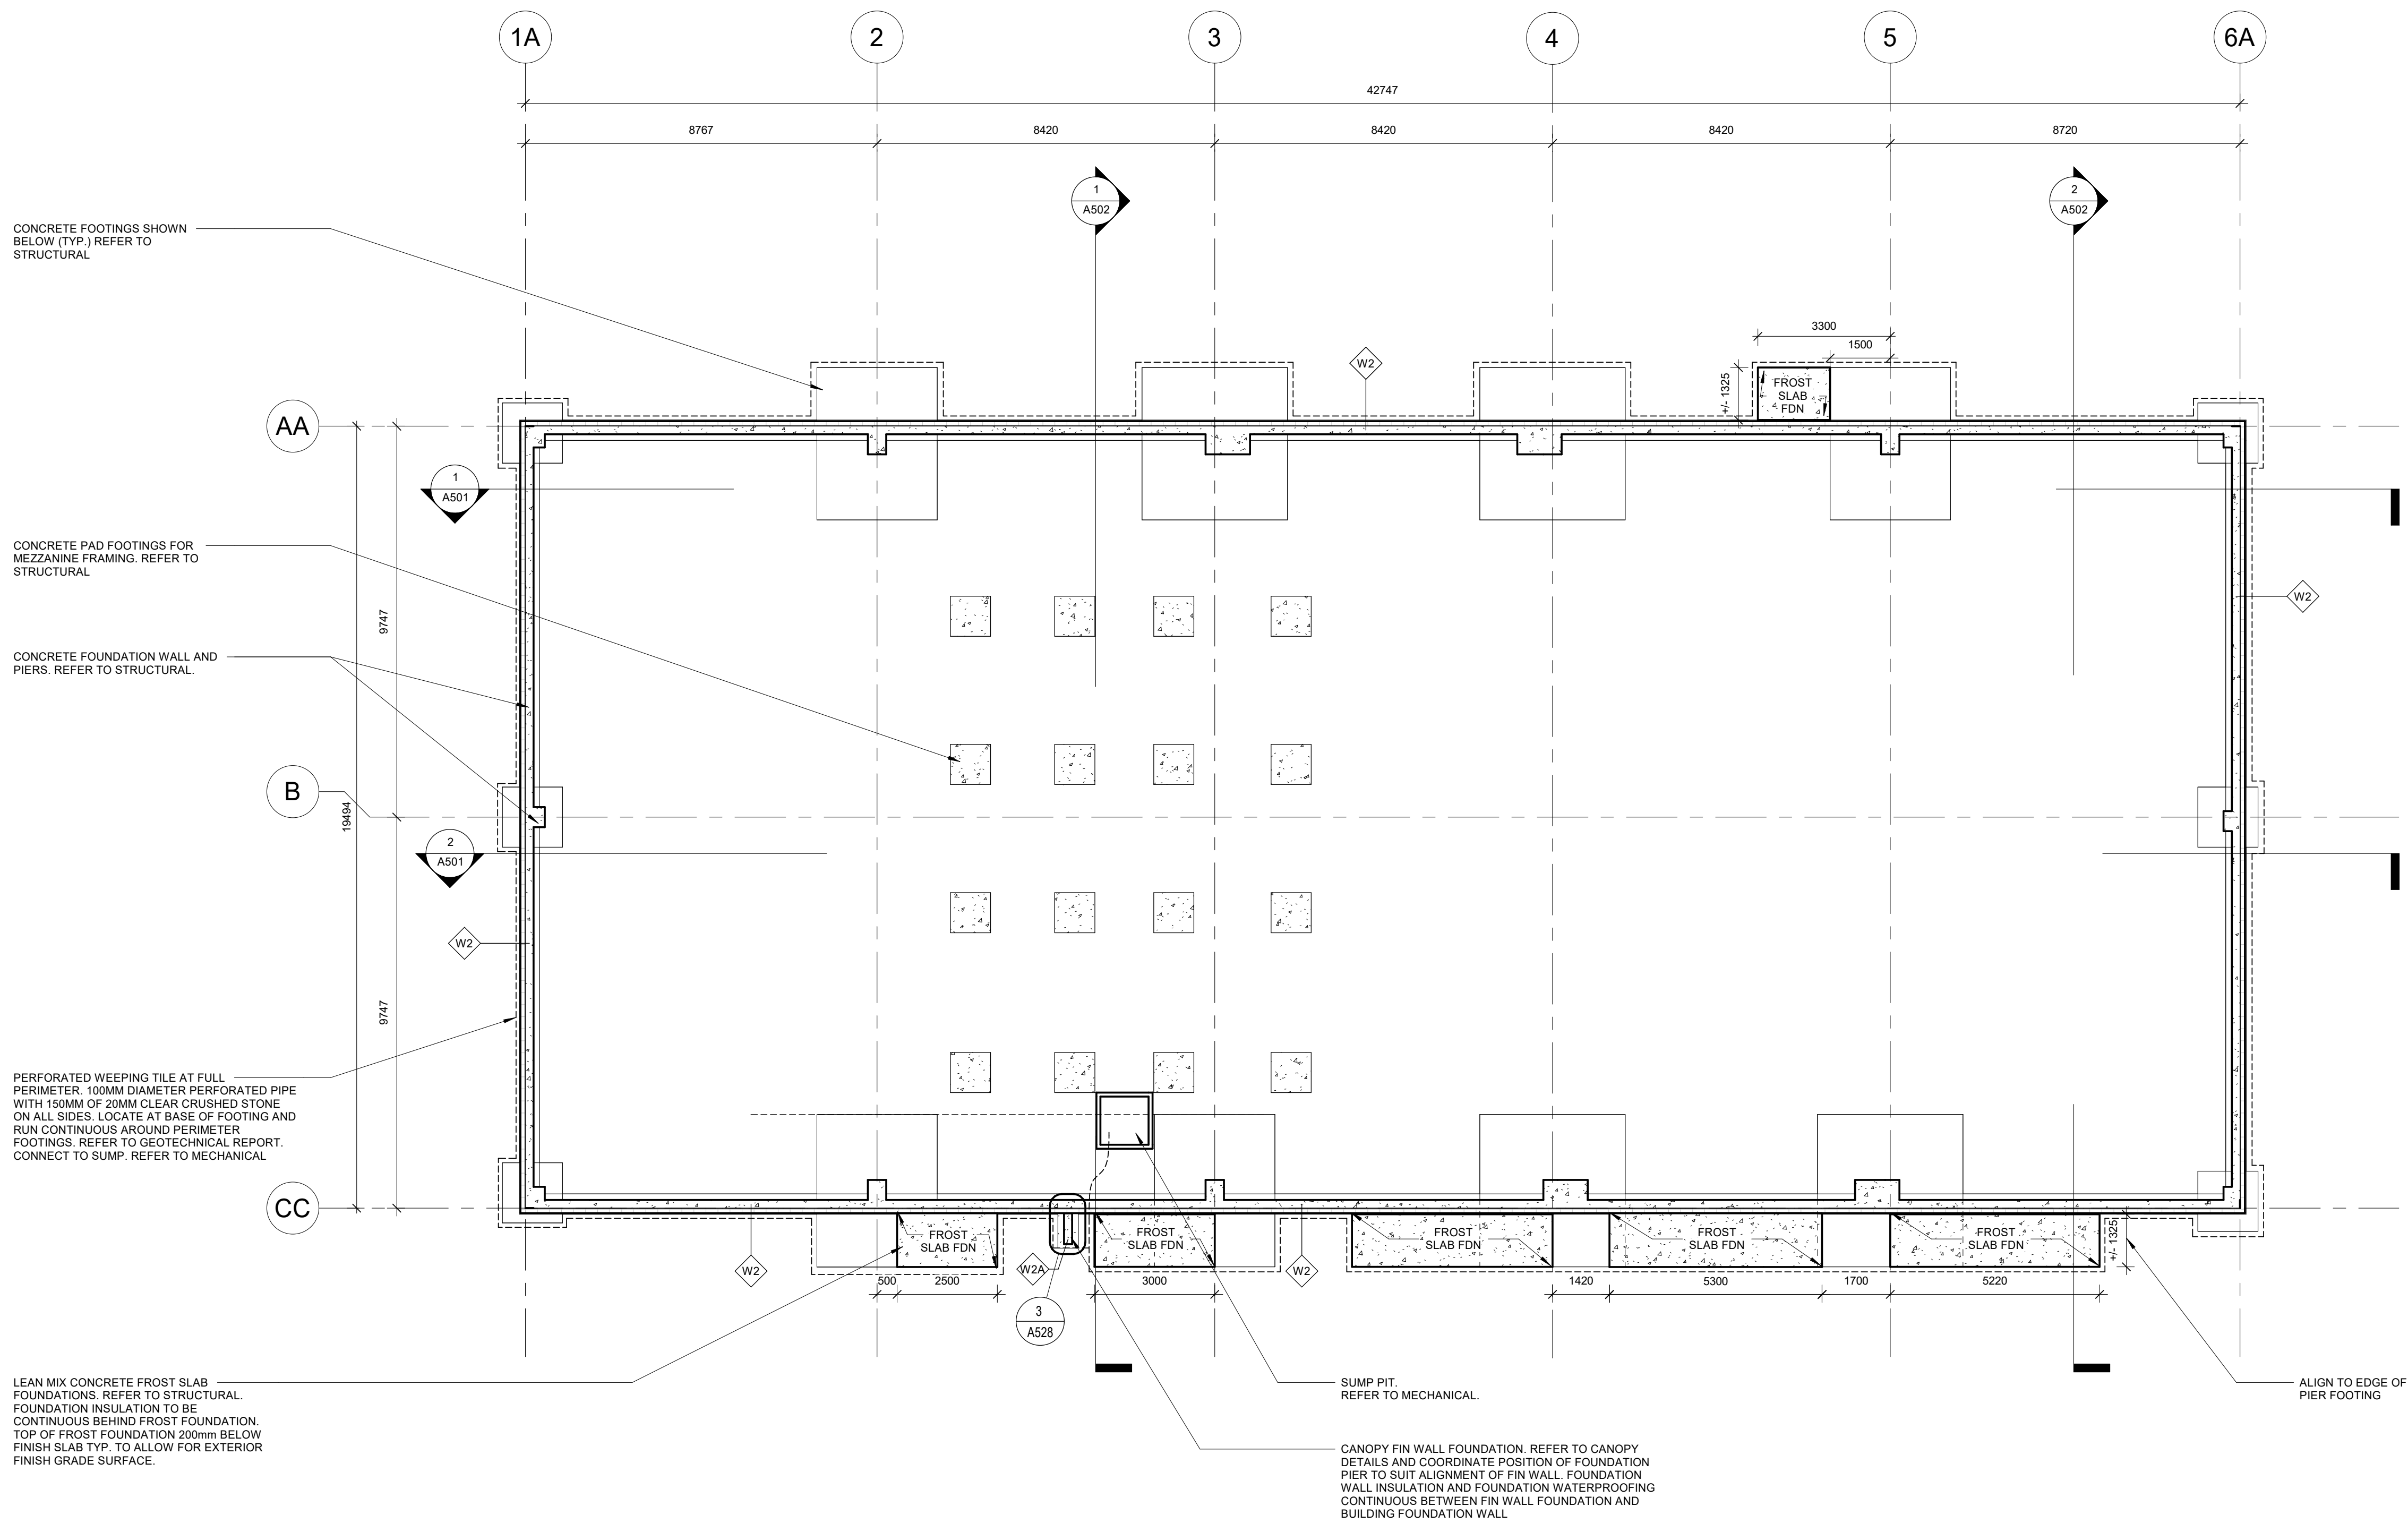 1A
2
3
4
5
6A
42747
8767
8420
8420
8420
8720
1
A502
2
A502
CONCRETE FOOTINGS SHOWN
BELOW (TYP.) REFER TO
STRUCTURAL
3300
1500
W2
+/- 1325
FROST
SLAB
FDN
AA
1
A501
CONCRETE PAD FOOTINGS FOR
MEZZANINE FRAMING. REFER TO
STRUCTURAL
W2
9747
CONCRETE FOUNDATION WALL AND
PIERS. REFER TO STRUCTURAL.
B
19494
2
A501
W2
9747
PERFORATED WEEPING TILE AT FULL
PERIMETER. 100MM DIAMETER PERFORATED PIPE
WITH 150MM OF 20MM CLEAR CRUSHED STONE
ON ALL SIDES. LOCATE AT BASE OF FOOTING AND
RUN CONTINUOUS AROUND PERIMETER
FOOTINGS. REFER TO GEOTECHNICAL REPORT.
CONNECT TO SUMP. REFER TO MECHANICAL
CC
FROST
SLAB FDN
FROST
SLAB FDN
FROST
SLAB FDN
FROST
SLAB FDN
FROST
SLAB FDN
+/- 1325
W2
W2A
W2
500
2500
3000
1420
5300
1700
5220
3
A528
LEAN MIX CONCRETE FROST SLAB
FOUNDATIONS. REFER TO STRUCTURAL.
FOUNDATION INSULATION TO BE
CONTINUOUS BEHIND FROST FOUNDATION.
TOP OF FROST FOUNDATION 200mm BELOW
FINISH SLAB TYP. TO ALLOW FOR EXTERIOR
FINISH GRADE SURFACE.
SUMP PIT.
REFER TO MECHANICAL.
ALIGN TO EDGE OF
PIER FOOTING
CANOPY FIN WALL FOUNDATION. REFER TO CANOPY
DETAILS AND COORDINATE POSITION OF FOUNDATION
PIER TO SUIT ALIGNMENT OF FIN WALL. FOUNDATION
WALL INSULATION AND FOUNDATION WATERPROOFING
CONTINUOUS BETWEEN FIN WALL FOUNDATION AND
BUILDING FOUNDATION WALL